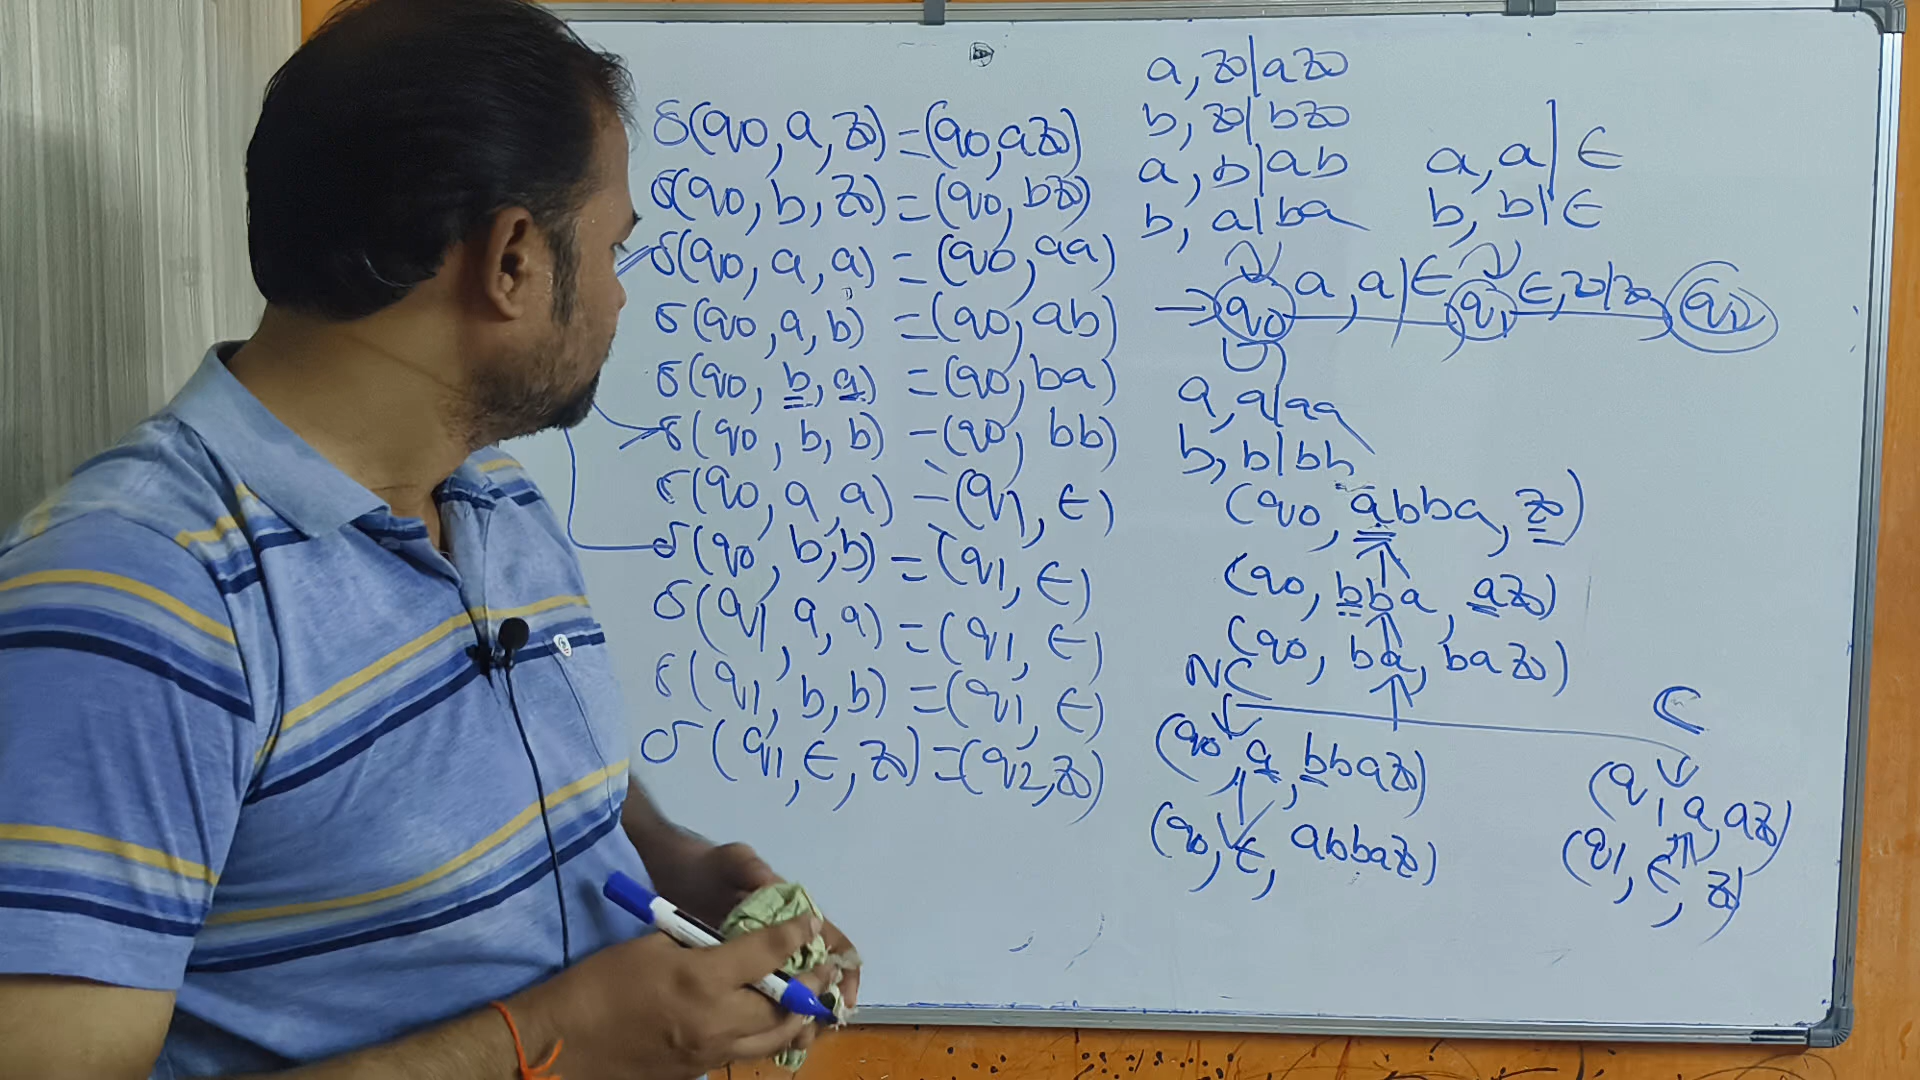 δ(q0, a, z0) = (q0, az0)
δ(q0, b, z0) = (q0, bz0)
δ(q0, a, a) = (q0, aa)
δ(q0, a, b) = (q0, ab)
δ(q0, b, a) = (q0, ba)
δ(q0, b, b) = (q0, bb)
δ(q0, a, a) = (q1, ε)
δ(q0, b, b) = (q1, ε)
δ(q1, a, a) = (q1, ε)
δ(q1, b, b) = (q1, ε)
δ(q1, ε, z0) = (q2, z0)
a, z0|az0
b, z0|bz0
a, b|ab
b, a|ba
a, a|ε
b, b|ε
q0 a, a|ε q1 ε, z0|z0 q2
a, a|aa
b, b|bb
(q0, abba, z0)
(q0, bba, az0)
(q0, ba, baz0)
NC C
(q0, a, bbaz0)
(q0, ε, abbaz0)
(q1, a, az0)
(q1, ε, z0)